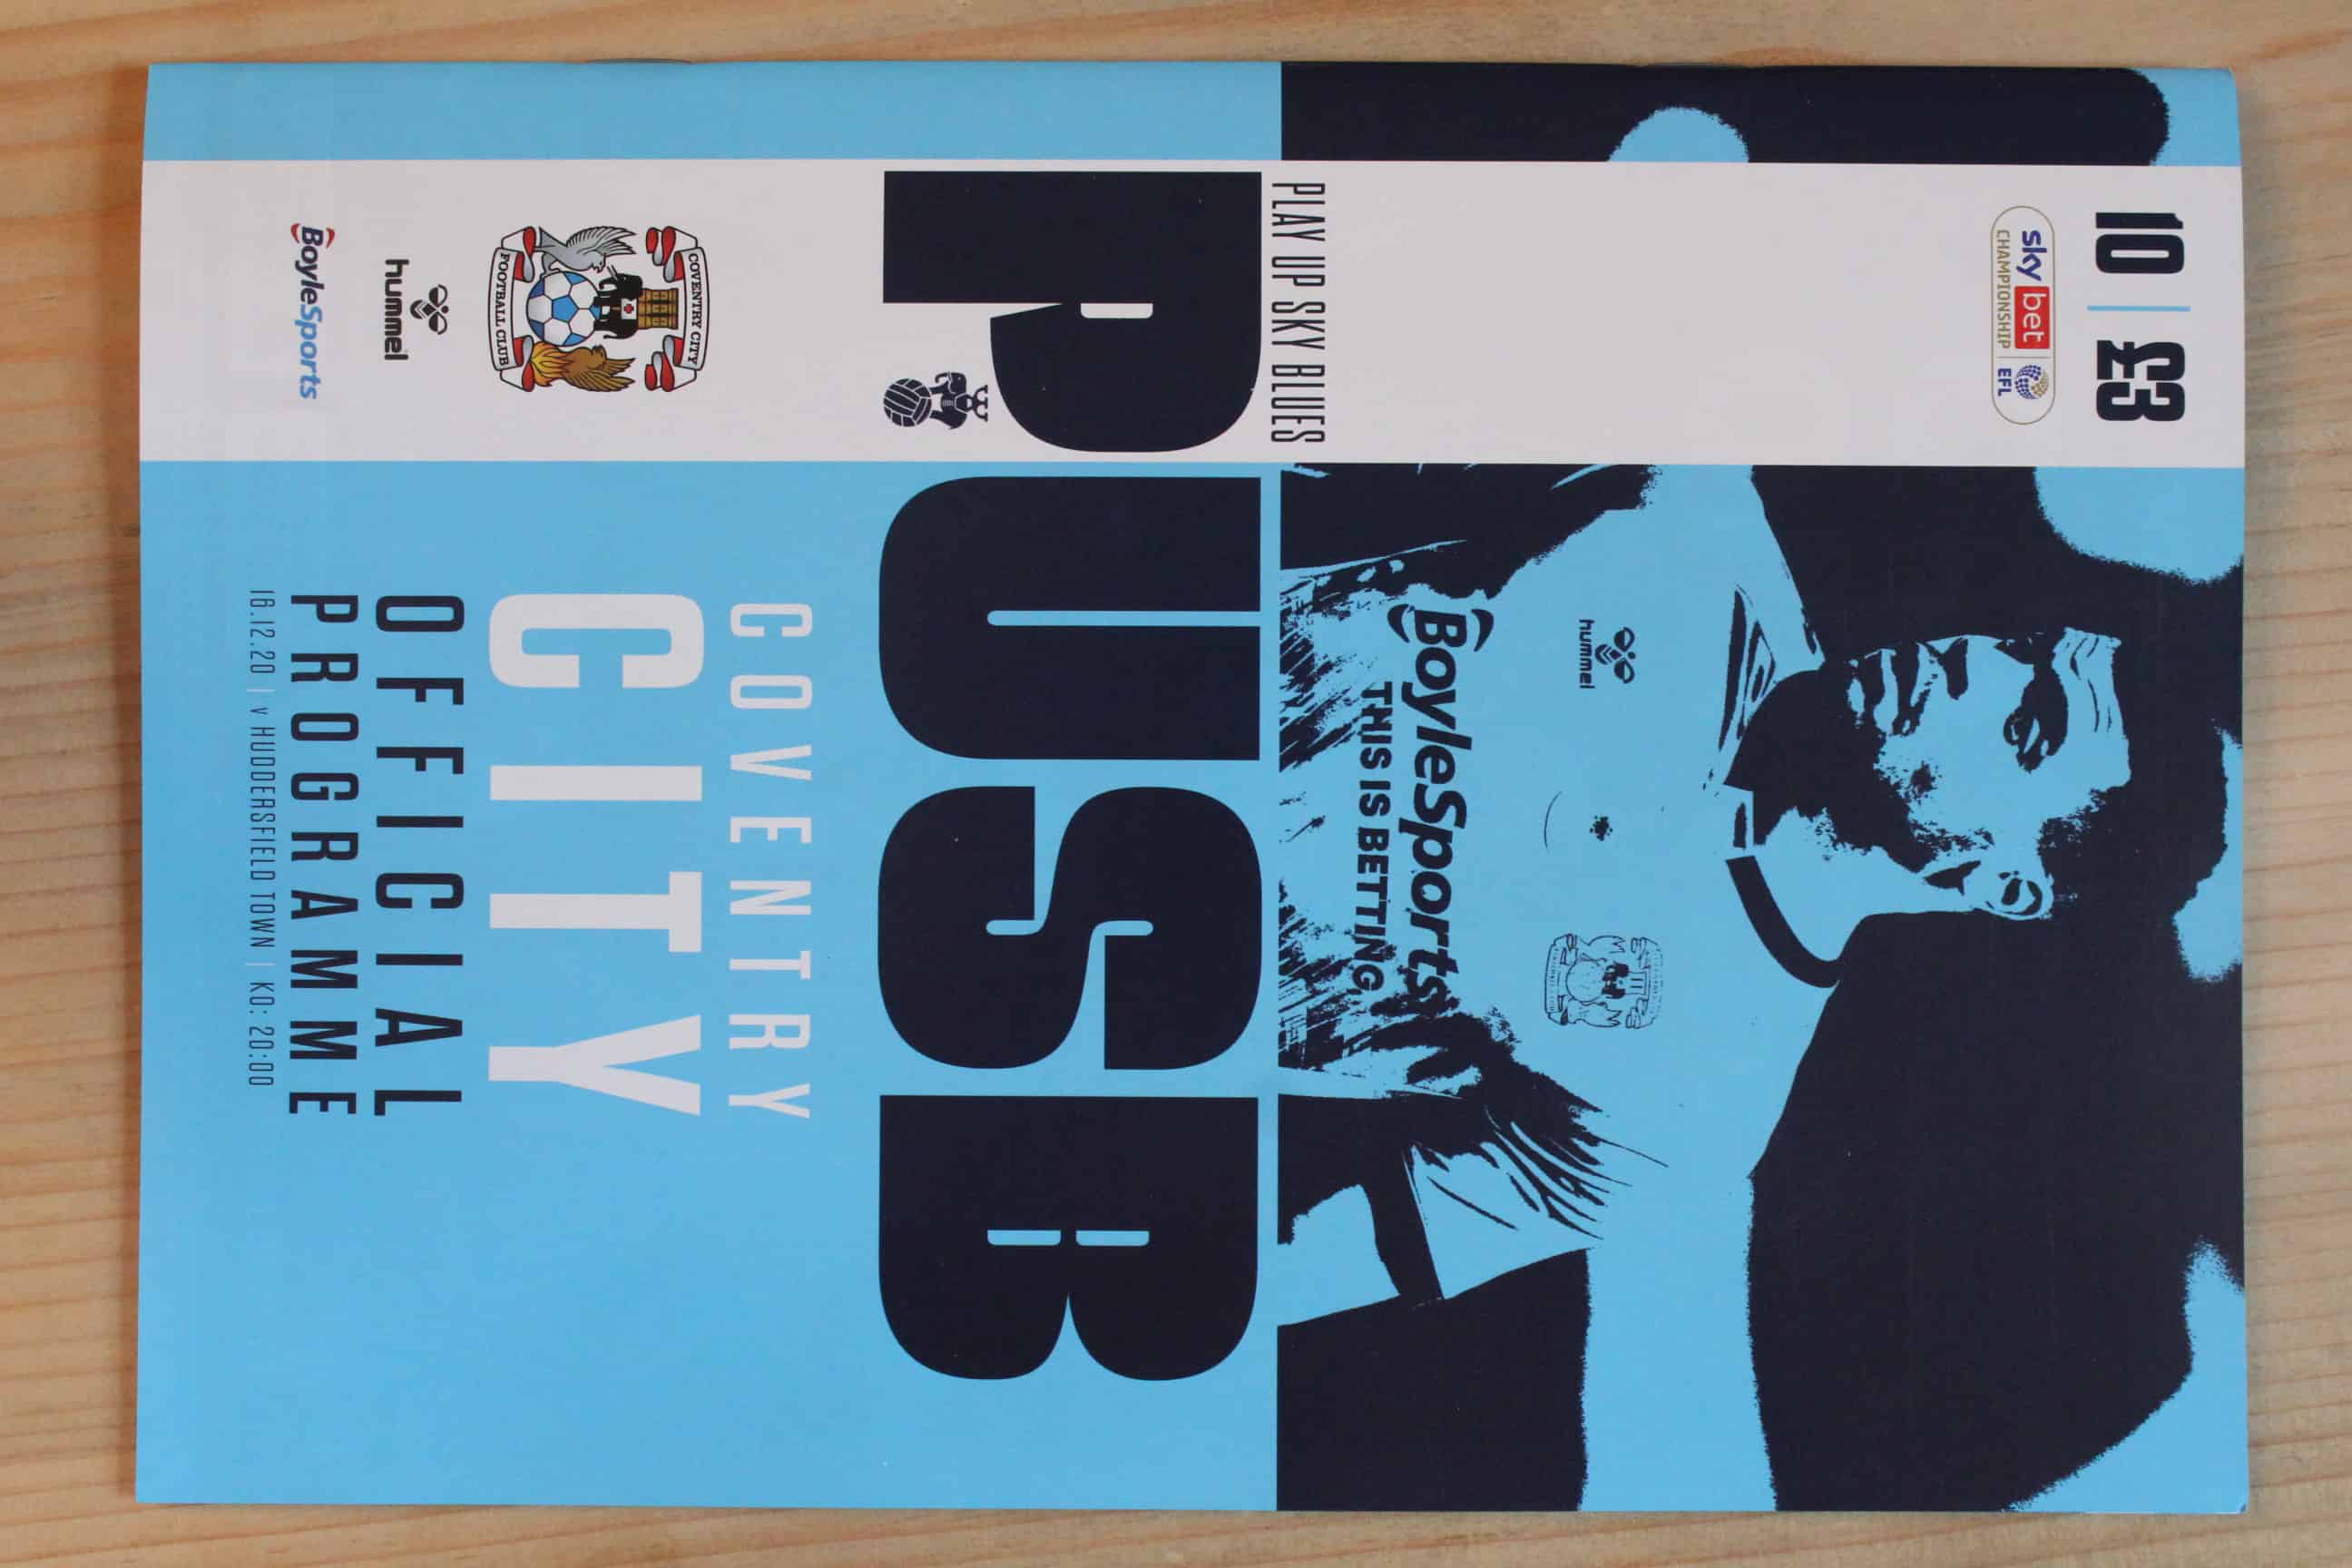 10 | £3
sky bet
CHAMPIONSHIP
EFL
hummel
BoyleSports
THIS IS BETTING
PLAY UP SKY BLUES
PUSB
COVENTRY
CITY
COVENTRY CITY
FOOTBALL CLUB
hummel
BoyleSports
OFFICIAL
PROGRAMME
16.12.20 | v HUDDERSFIELD TOWN | KO: 20:00